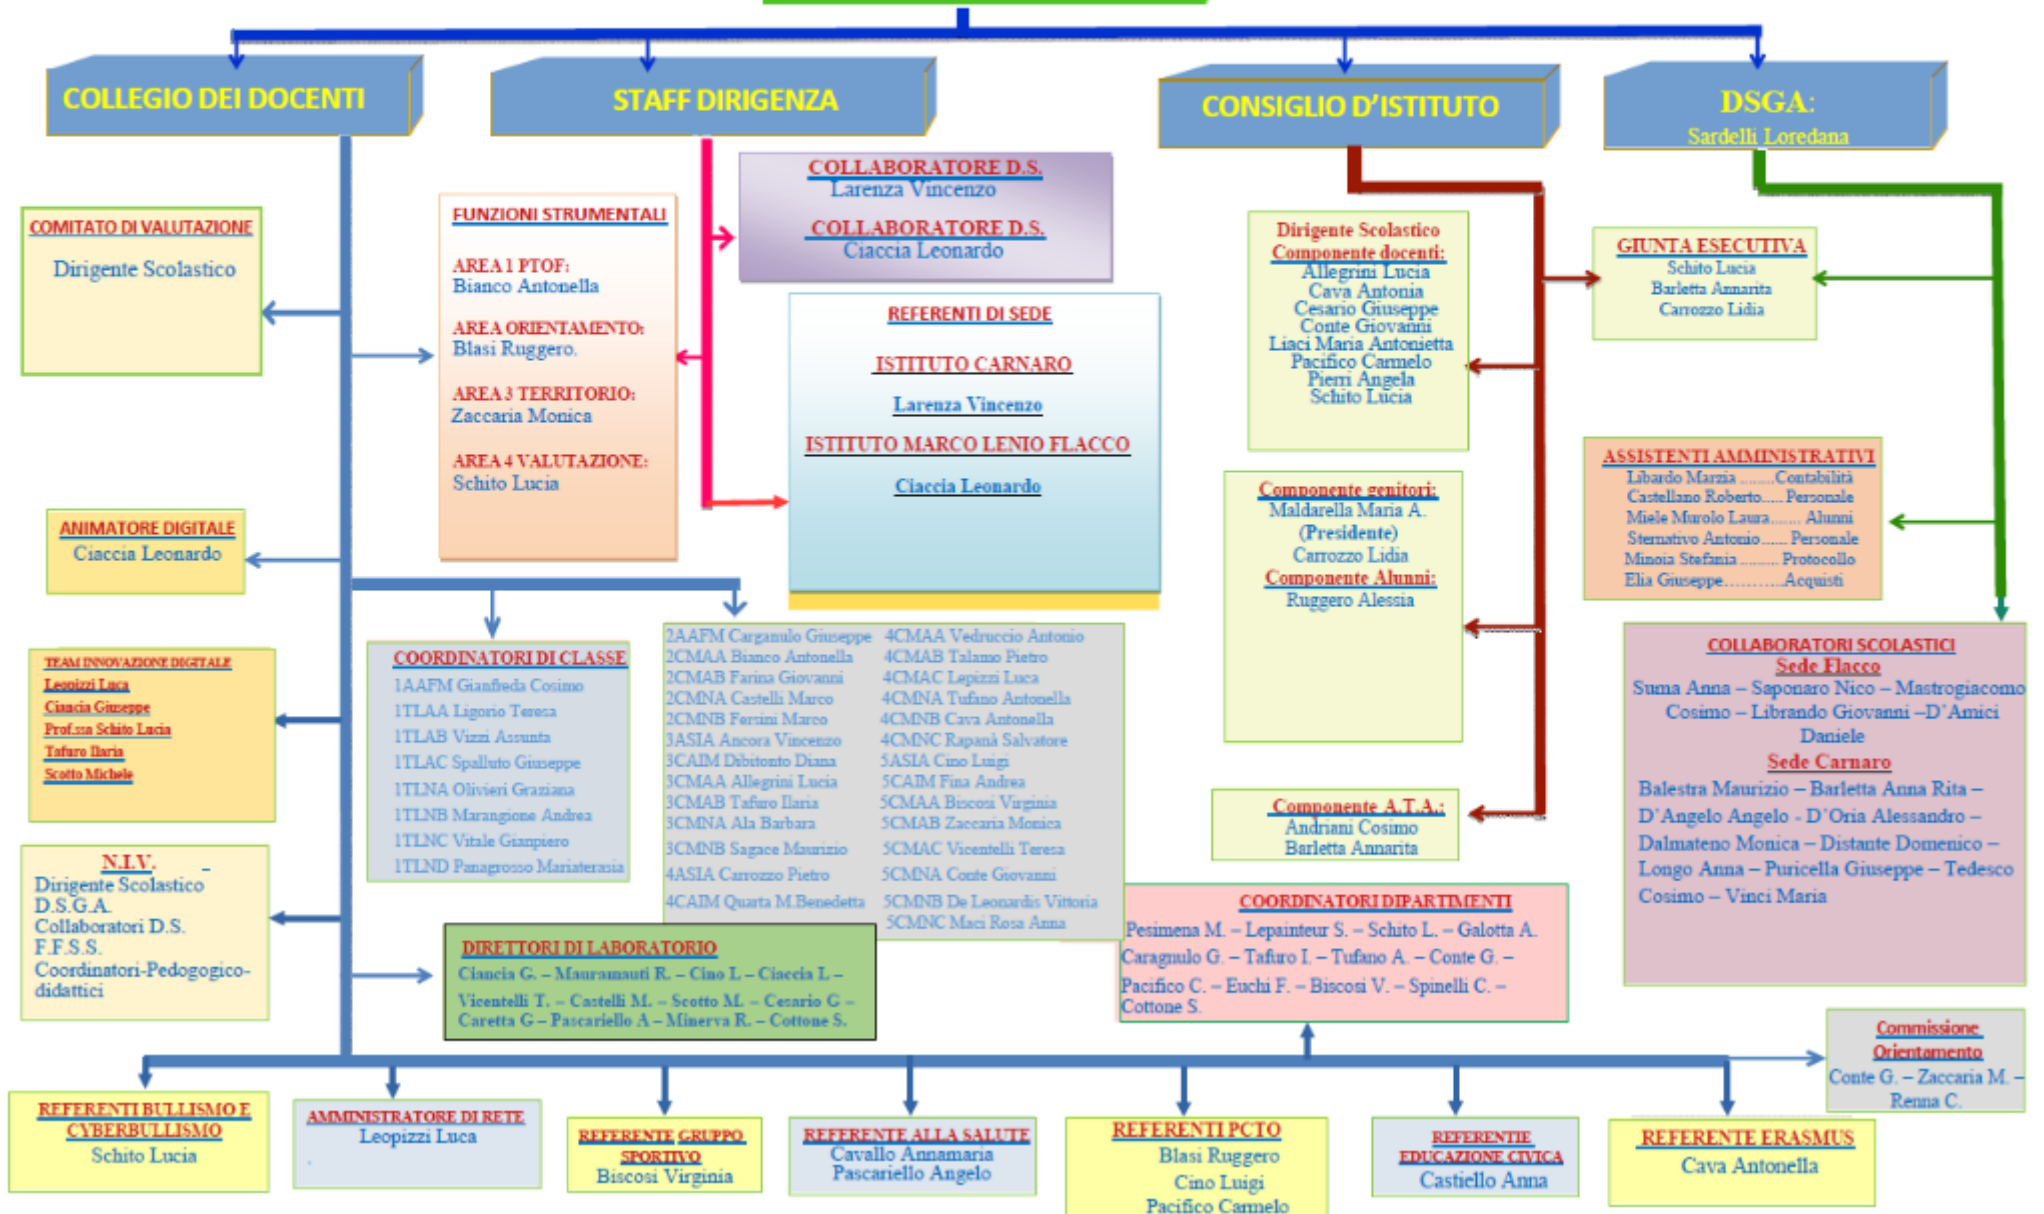 COLLEGIO DEI DOCENTI
STAFF DIRIGENZA
CONSIGLIO D'ISTITUTO
DSGA:
Sardelli Loredana
COMITATO DI VALUTAZIONE
Dirigente Scolastico
ANIMATORE DIGITALE
Ciaccia Leonardo
TEAM INNOVAZIONE DIGITALE
Leopizzi Luca
Ciancia Giuseppe
Prof.ssa Schito Lucia
Tafuro Ilaria
Scotto Michele
N.I.V.
Dirigente Scolastico
D.S.G.A.
Collaboratori D.S.
F.F.S.S.
Coordinatori-Pedogogico-
didattici
FUNZIONI STRUMENTALI
AREA 1 PTOF:
Bianco Antonella
AREA ORIENTAMENTO:
Blasi Ruggero.
AREA 3 TERRITORIO:
Zaccaria Monica
AREA 4 VALUTAZIONE:
Schito Lucia
COLLABORATORE D.S.
Larenza Vincenzo
COLLABORATORE D.S.
Ciaccia Leonardo
REFERENTI DI SEDE
ISTITUTO CARNARO
Larenza Vincenzo
ISTITUTO MARCO LENIO FLACCO
Ciaccia Leonardo
COORDINATORI DI CLASSE
1AAFM Gianfreda Cosimo
1TLAA Ligorio Teresa
1TLAB Vizzi Assunta
1TLAC Spalluto Giuseppe
1TLNA Olivieri Graziana
1TLNB Marangione Andrea
1TLNC Vitale Gianpiero
1TLND Panagrosso Mariaterasia
2AAFM Carganulo Giuseppe
2CMAA Bianco Antonella
2CMAB Farina Giovanni
2CMNA Castelli Marco
2CMNB Fersini Marco
3ASIA Ancora Vincenzo
3CAIM Dibitonto Diana
3CMAA Allegrini Lucia
3CMAB Tafuro Ilaria
3CMNA Ala Barbara
3CMNB Sagace Maurizio
4ASIA Carrozzo Pietro
4CAIM Quarta M.Benedetta
4CMAA Vedruccio Antonio
4CMAB Talamo Pietro
4CMAC Lepizzi Luca
4CMNA Tufano Antonella
4CMNB Cava Antonella
4CMNC Rapanà Salvatore
5ASIA Cino Luigi
5CAIM Fina Andrea
5CMAA Biscosi Virginia
5CMAB Zaccaria Monica
5CMAC Vicentelli Teresa
5CMNA Conte Giovanni
5CMNB De Leonardis Vittoria
5CMNC Maci Rosa Anna
DIRETTORI DI LABORATORIO
Ciancia G. – Mauramauti R. – Cino L – Ciaccia L –
Vicentelli T. – Castelli M. – Scotto M. – Cesario G –
Caretta G – Pascariello A – Minerva R. – Cottone S.
Dirigente Scolastico
Componente docenti:
Allegrini Lucia
Cava Antonia
Cesario Giuseppe
Conte Giovanni
Liaci Maria Antonietta
Pacifico Carmelo
Pierri Angela
Schito Lucia
Componente genitori:
Maldarella Maria A.
(Presidente)
Carrozzo Lidia
Componente Alunni:
Ruggero Alessia
Componente A.T.A.:
Andriani Cosimo
Barletta Annarita
GIUNTA ESECUTIVA
Schito Lucia
Barletta Annarita
Carrozzo Lidia
ASSISTENTI AMMINISTRATIVI
Libardo Marzia .........Contabilità
Castellano Roberto..... Personale
Miele Murolo Laura....... Alunni
Sternativo Antonio ...... Personale
Minoia Stefania ......... Protocollo
Elia Giuseppe...........Acquisti
COLLABORATORI SCOLASTICI
Sede Flacco
Suma Anna – Saponaro Nico – Mastrogiacomo
Cosimo – Librando Giovanni –D'Amici
Daniele
Sede Carnaro
Balestra Maurizio – Barletta Anna Rita –
D'Angelo Angelo - D'Oria Alessandro –
Dalmateno Monica – Distante Domenico –
Longo Anna – Puricella Giuseppe – Tedesco
Cosimo – Vinci Maria
COORDINATORI DIPARTIMENTI
Pesimena M. – Lepainteur S. – Schito L. – Galotta A.
Caragnulo G. – Tafuro I. – Tufano A. – Conte G. –
Pacifico C. – Euchi F. – Biscosi V. – Spinelli C. –
Cottone S.
Commissione
Orientamento
Conte G. – Zaccaria M. –
Renna C.
REFERENTI BULLISMO E
CYBERBULLISMO
Schito Lucia
AMMINISTRATORE DI RETE
Leopizzi Luca
REFERENTE GRUPPO
SPORTIVO
Biscosi Virginia
REFERENTE ALLA SALUTE
Cavallo Annamaria
Pascariello Angelo
REFERENTI PCTO
Blasi Ruggero
Cino Luigi
Pacifico Carmelo
REFERENTIE
EDUCAZIONE CIVICA
Castiello Anna
REFERENTE ERASMUS
Cava Antonella